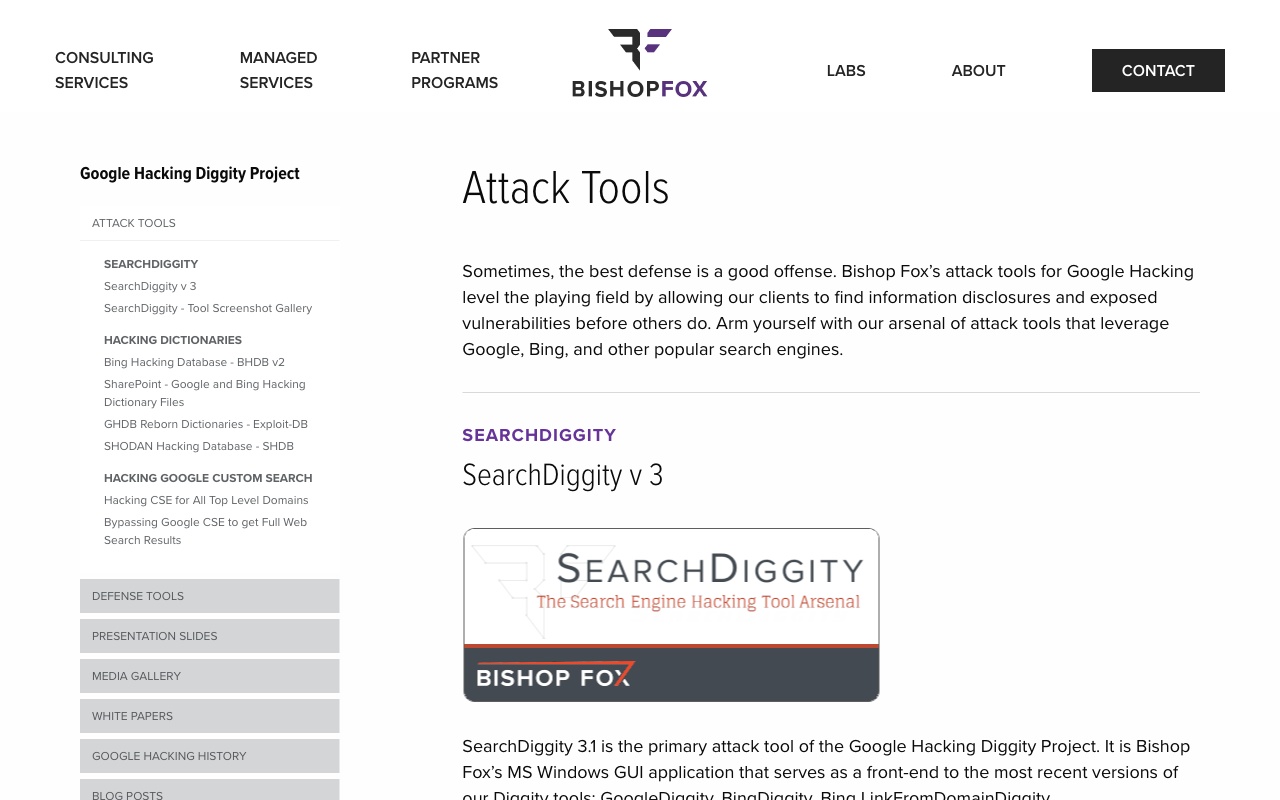 CONSULTING SERVICES
MANAGED SERVICES
PARTNER PROGRAMS
BISHOPFOX
LABS
ABOUT
CONTACT
Google Hacking Diggity Project
ATTACK TOOLS
SEARCHDIGGITY
SearchDiggity v 3
SearchDiggity - Tool Screenshot Gallery
HACKING DICTIONARIES
Bing Hacking Database - BHDB v2
SharePoint - Google and Bing Hacking
Dictionary Files
GHDB Reborn Dictionaries - Exploit-DB
SHODAN Hacking Database - SHDB
HACKING GOOGLE CUSTOM SEARCH
Hacking CSE for All Top Level Domains
Bypassing Google CSE to get Full Web
Search Results
DEFENSE TOOLS
PRESENTATION SLIDES
MEDIA GALLERY
WHITE PAPERS
GOOGLE HACKING HISTORY
BLOG POSTS
Attack Tools
Sometimes, the best defense is a good offense. Bishop Fox’s attack tools for Google Hacking
level the playing field by allowing our clients to find information disclosures and exposed
vulnerabilities before others do. Arm yourself with our arsenal of attack tools that leverage
Google, Bing, and other popular search engines.
SEARCHDIGGITY
SearchDiggity v 3
SEARCHDIGGITY
The Search Engine Hacking Tool Arsenal
BISHOP FOX
SearchDiggity 3.1 is the primary attack tool of the Google Hacking Diggity Project. It is Bishop
Fox’s MS Windows GUI application that serves as a front-end to the most recent versions of
our Diggity tools: GoogleDiggity, BingDiggity, Bing LinkFromDomainDiggity,